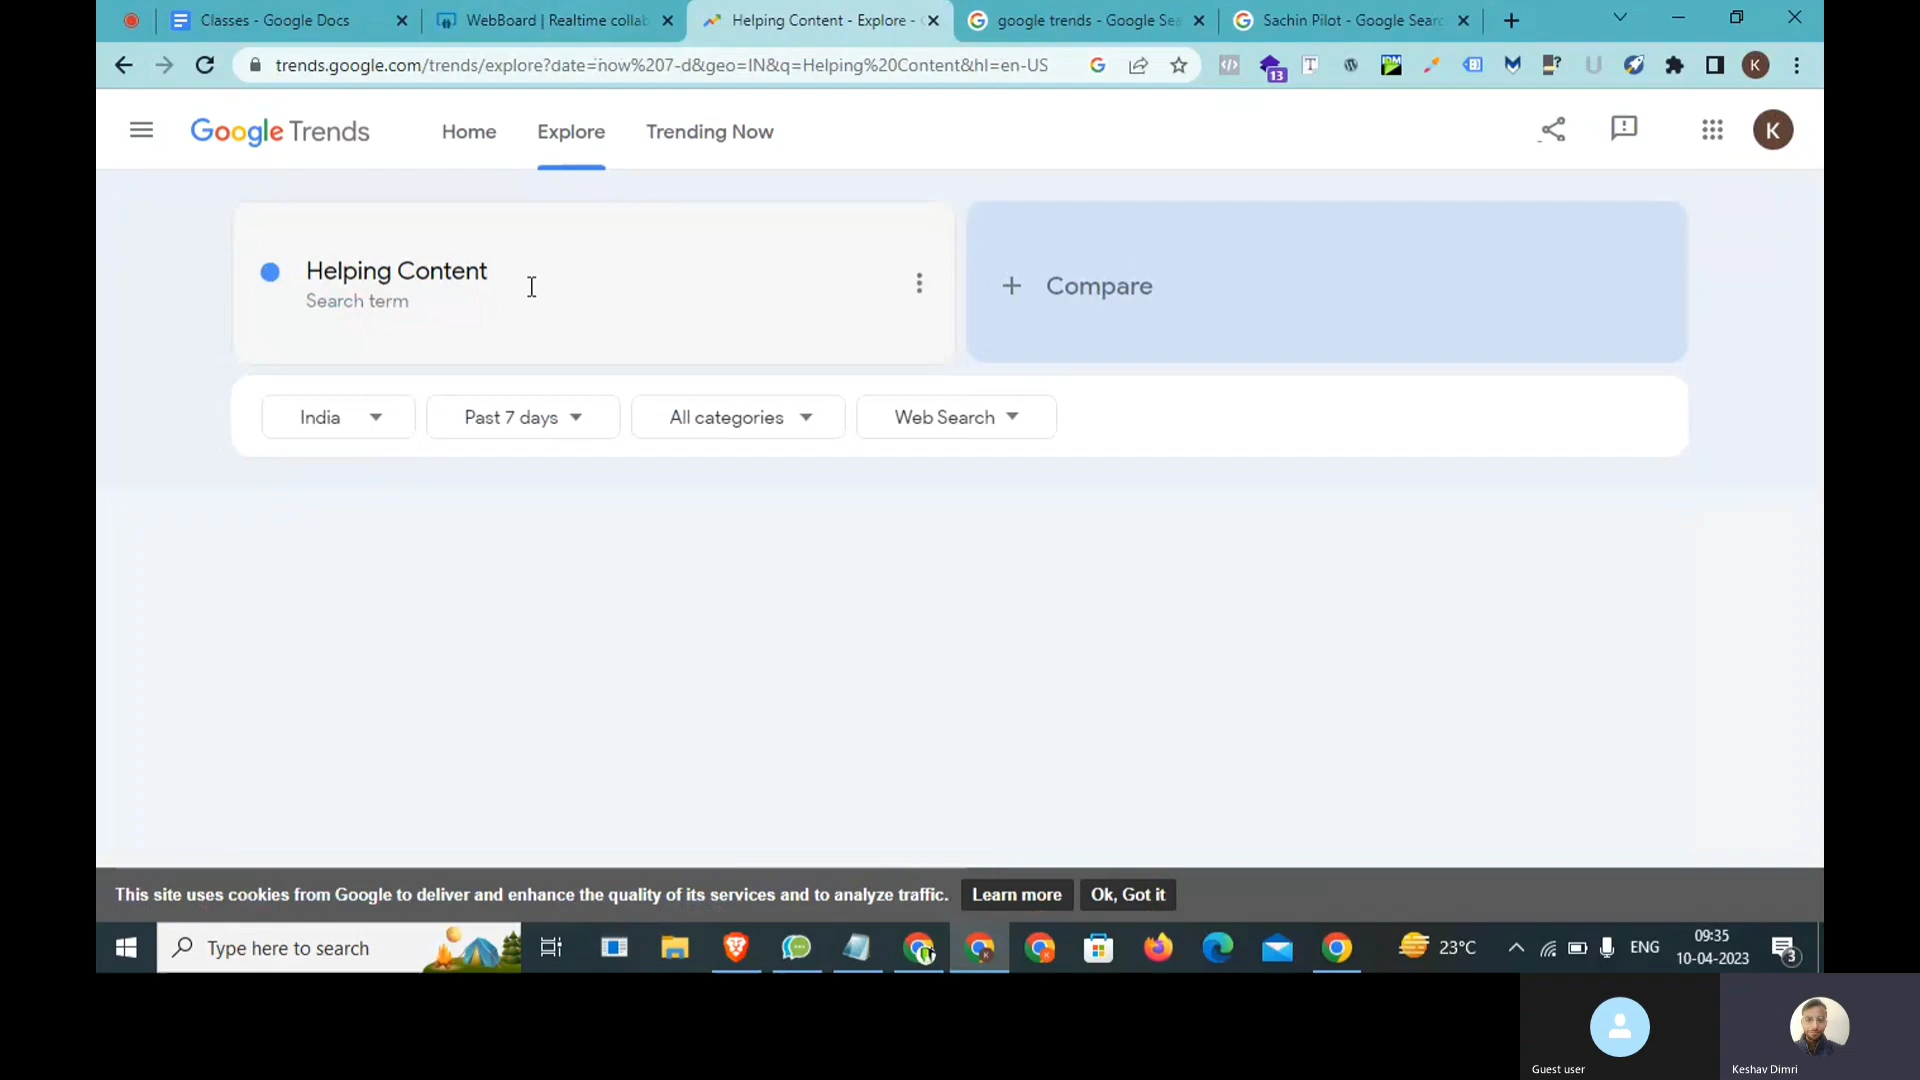 Classes - Google Docs
WebBoard | Realtime collab
Helping Content - Explore -
google trends - Google Se
Sachin Pilot - Google Sear
trends.google.com/trends/explore?date=now%207-d&geo=IN&q=Helping%20Content&hl=en-US
13
T
DM
K
Google Trends
Home
Explore
Trending Now
K
Helping Content
Search term
+ Compare
India
Past 7 days
All categories
Web Search
This site uses cookies from Google to deliver and enhance the quality of its services and to analyze traffic.
Learn more
Ok, Got it
Type here to search
23°C
ENG
09:35
10-04-2023
3
Guest user
Keshav Dimri